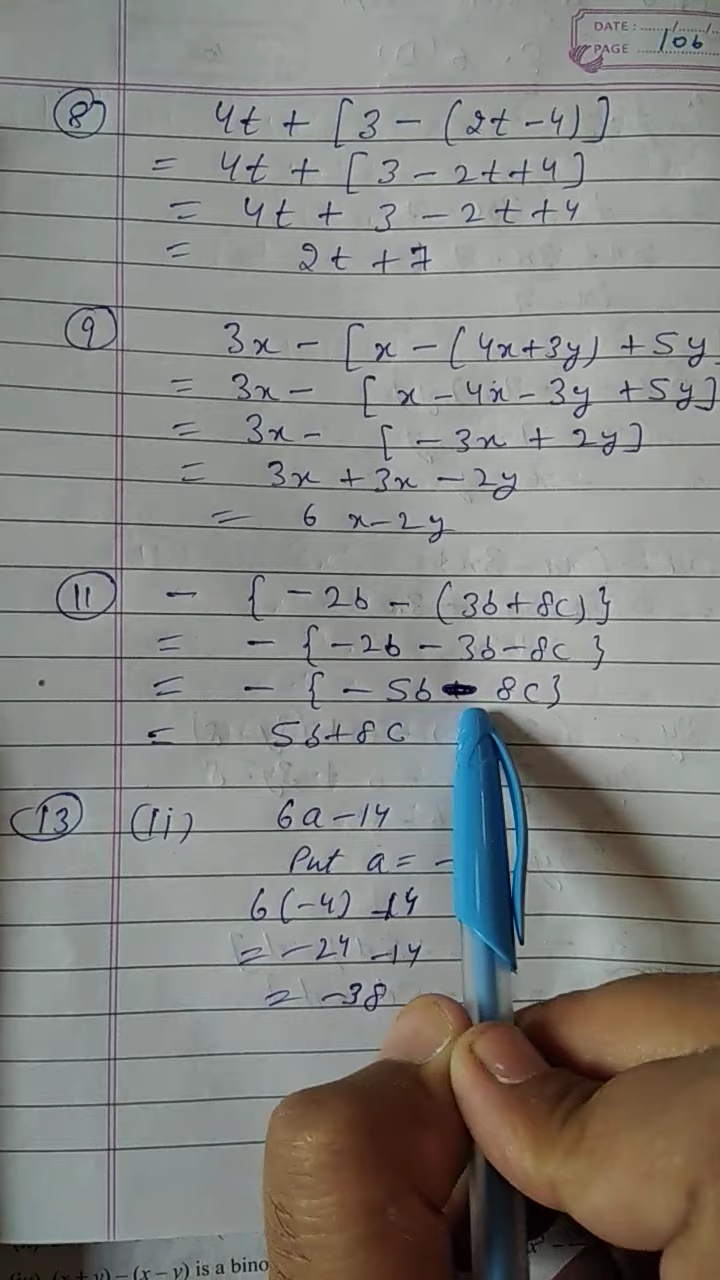 DATE : ....../....../..
PAGE 106
(8) 4t + [3 - (2t - 4)]
= 4t + [3 - 2t + 4]
= 4t + 3 - 2t + 4
= 2t + 7
(9) 3x - [x - (4x+3y) + 5y
= 3x - [x - 4x - 3y + 5y]
= 3x - [-3x + 2y]
= 3x + 3x - 2y
= 6 x - 2y
(11) - {-2b - (3b + 8c)}
= - {-2b - 3b - 8c}
= - {-5b - 8c}
= 5b + 8c
(13) (ii) 6a - 14
Put a = -
6(-4) - 14
= -24 - 14
= -38
(x + y) - (x - y) is a bino